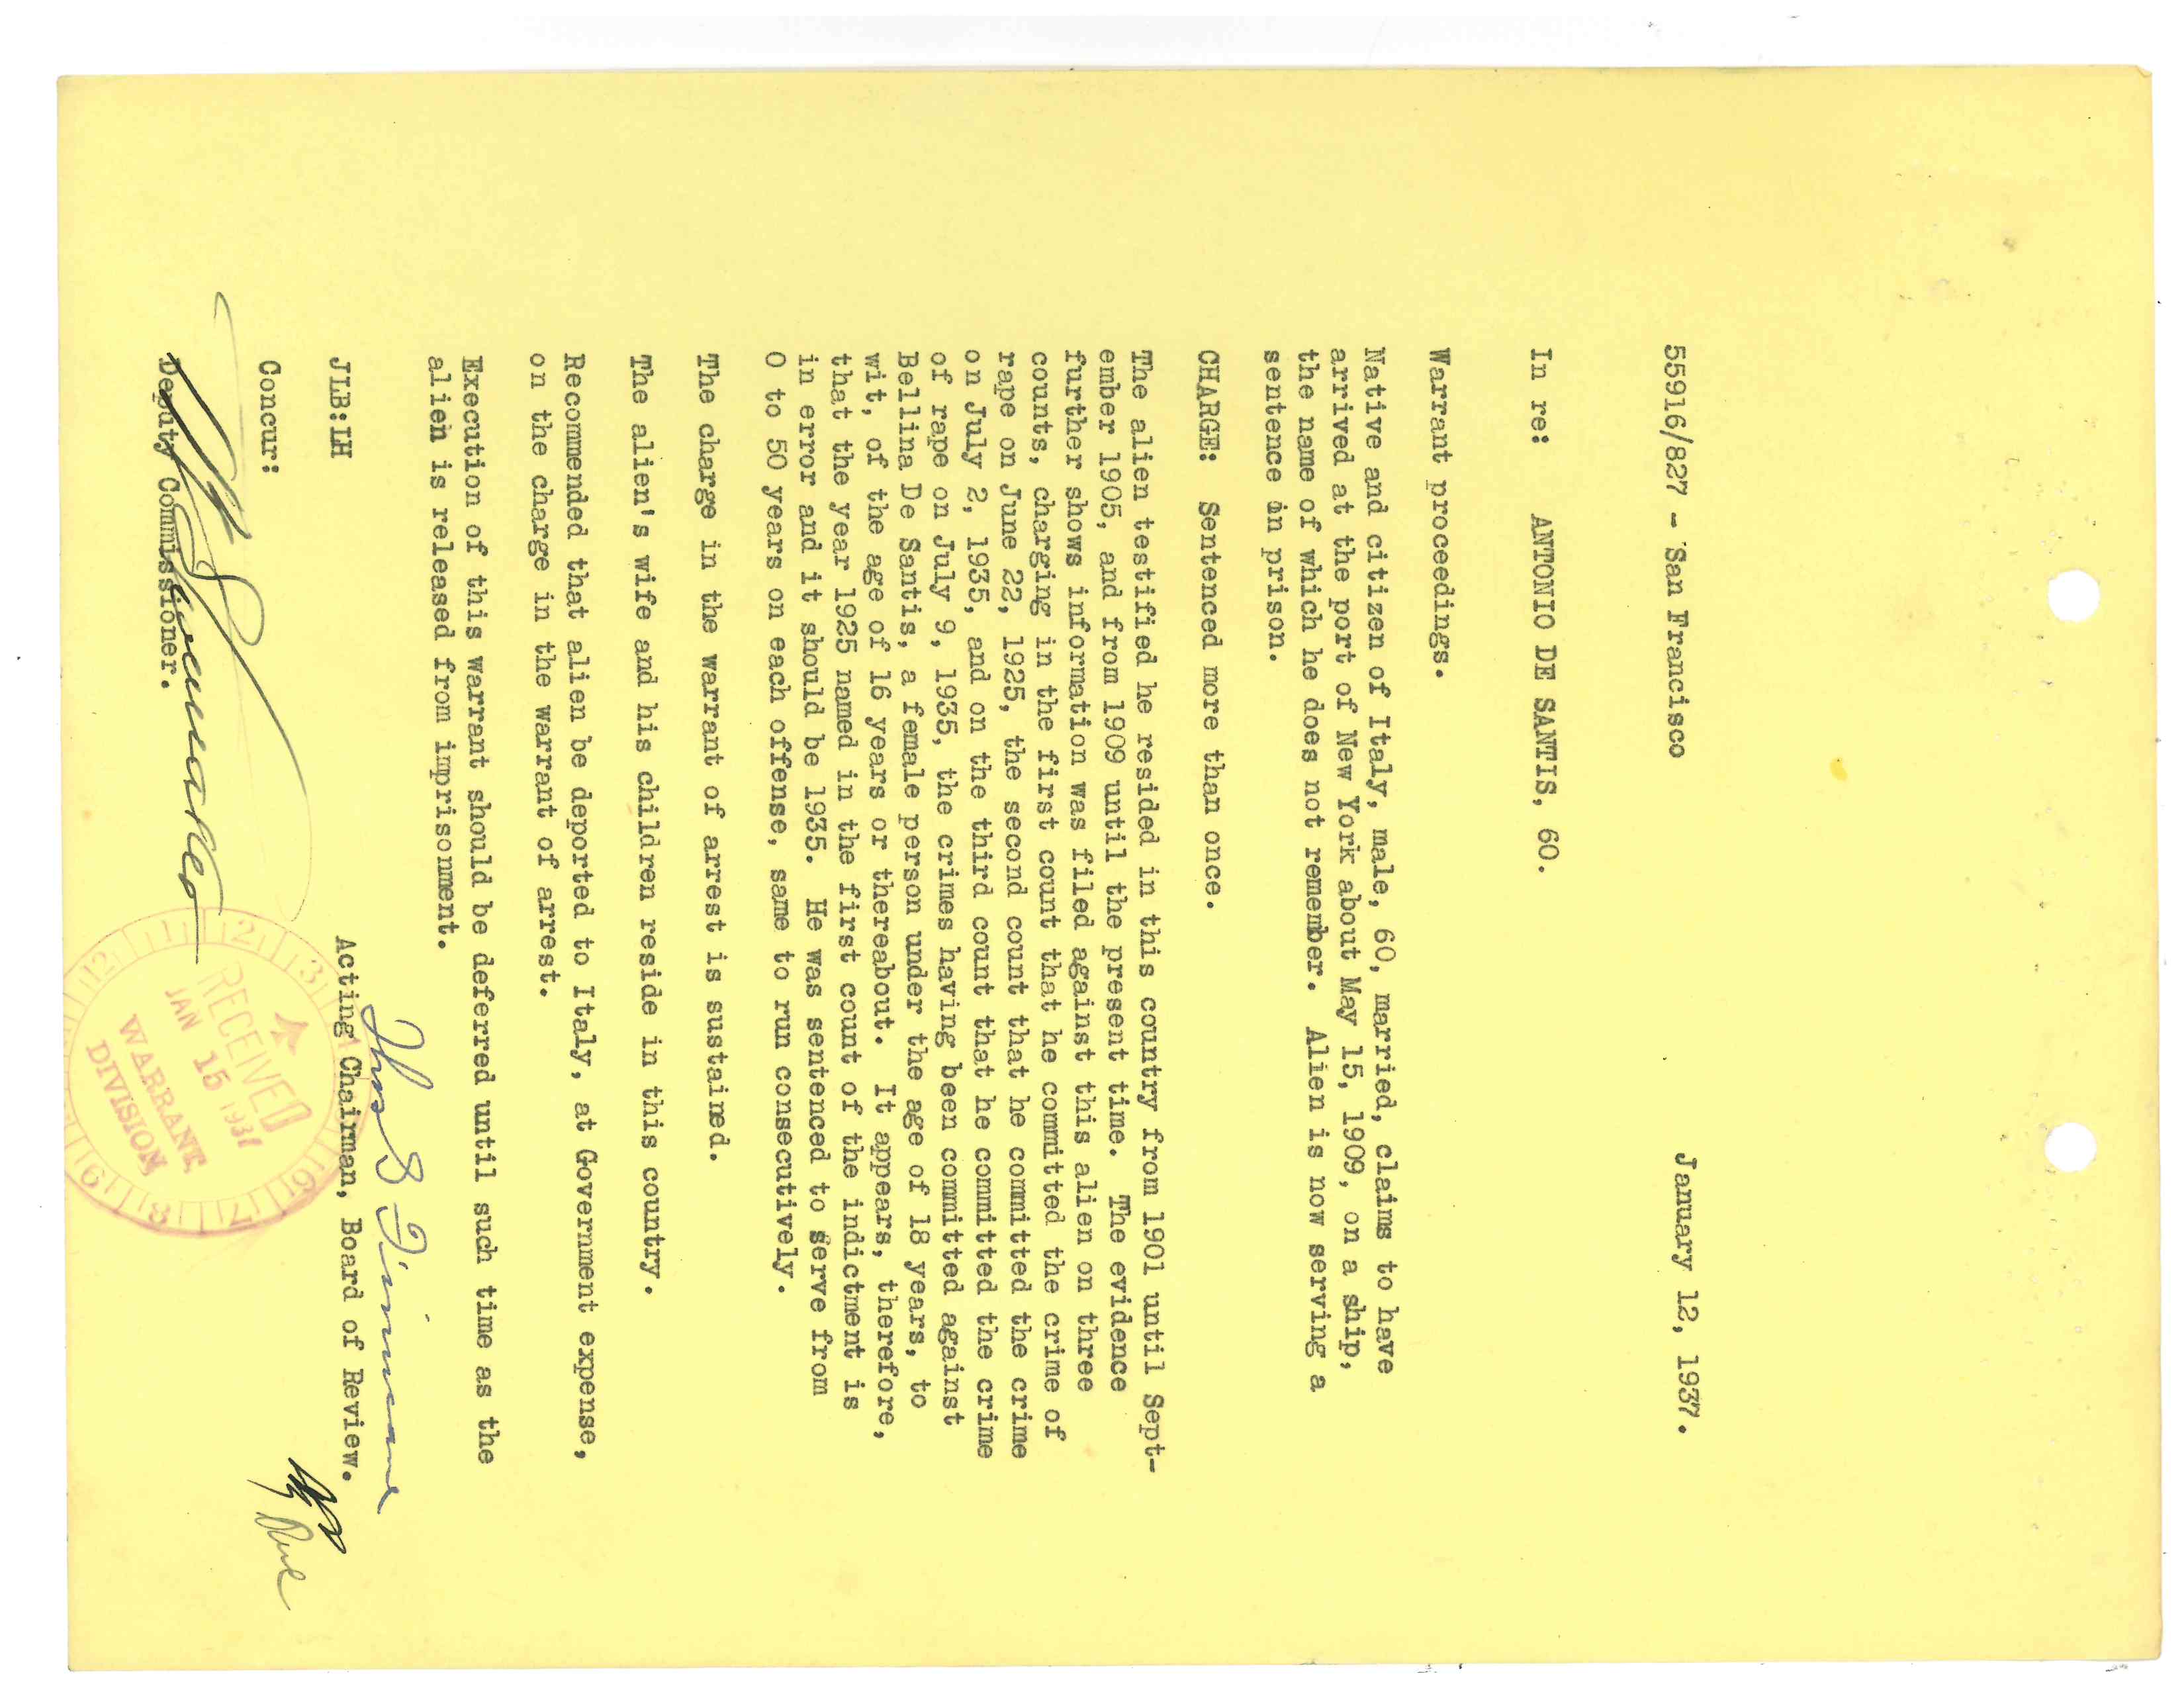 55916/827 - San Francisco
January 12, 1937.
In re: ANTONIO DE SANTIS, 60.
Warrant proceedings.
Native and citizen of Italy, male, 60, married, claims to have
arrived at the port of New York about May 15, 1909, on a ship,
the name of which he does not remember. Alien is now serving a
sentence in prison.
CHARGE: Sentenced more than once.
The alien testified he resided in this country from 1901 until Sept-
ember 1905, and from 1909 until the present time. The evidence
further shows information was filed against this alien on three
counts, charging in the first count that he committed the crime of
rape on June 22, 1925, the second count that he committed the crime
on July 2, 1935, and on the third count that he committed the crime
of rape on July 9, 1935, the crimes having been committed against
Bellina De Santis, a female person under the age of 18 years, to
wit, of the age of 16 years or thereabout. It appears, therefore,
that the year 1925 named in the first count of the indictment is
in error and it should be 1935. He was sentenced to serve from
0 to 50 years on each offense, same to run consecutively.
The charge in the warrant of arrest is sustained.
The alien's wife and his children reside in this country.
Recommended that alien be deported to Italy, at Government expense,
on the charge in the warrant of arrest.
Execution of this warrant should be deferred until such time as the
alien is released from imprisonment.
Thos G Finucane
Acting Chairman, Board of Review.
JLB:LH
Concur:
Shoemaker
Deputy Commissioner.
RECEIVED
JAN 15 1937
WARRANT
DIVISION